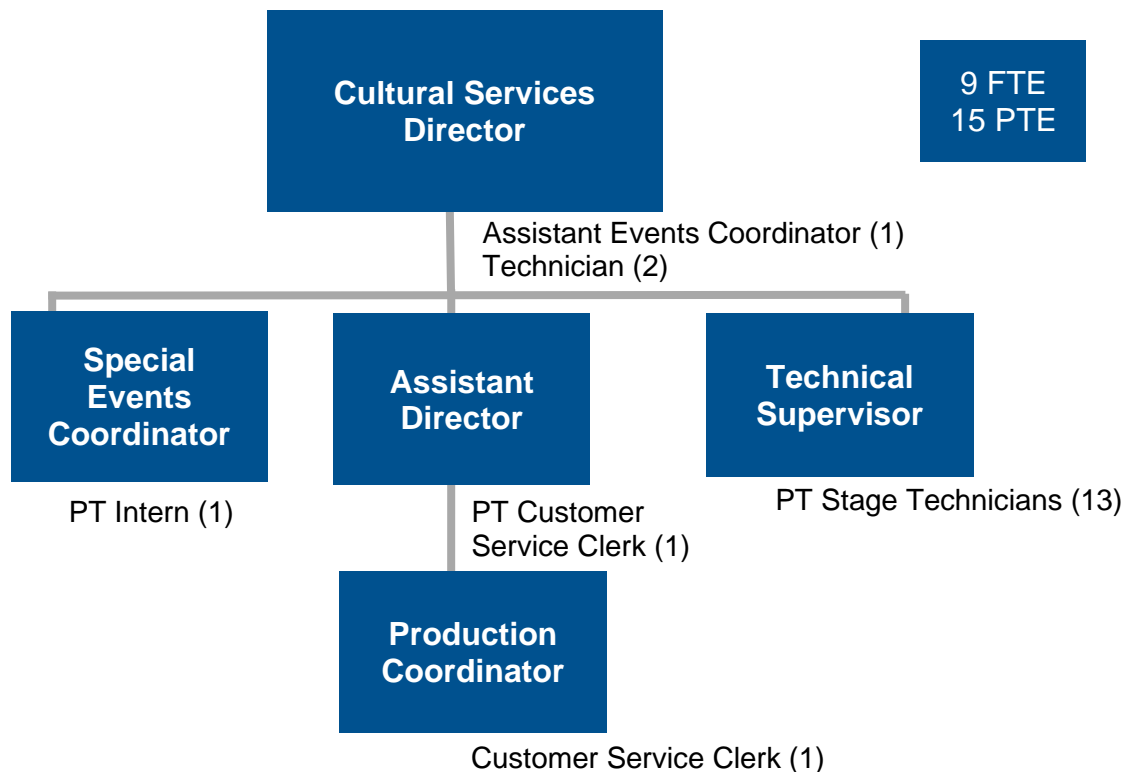 Cultural Services
Director
9 FTE
15 PTE
Assistant Events Coordinator (1)
Technician (2)
Special
Events
Coordinator
Assistant
Director
Technical
Supervisor
PT Intern (1)
PT Customer
Service Clerk (1)
PT Stage Technicians (13)
Production
Coordinator
Customer Service Clerk (1)